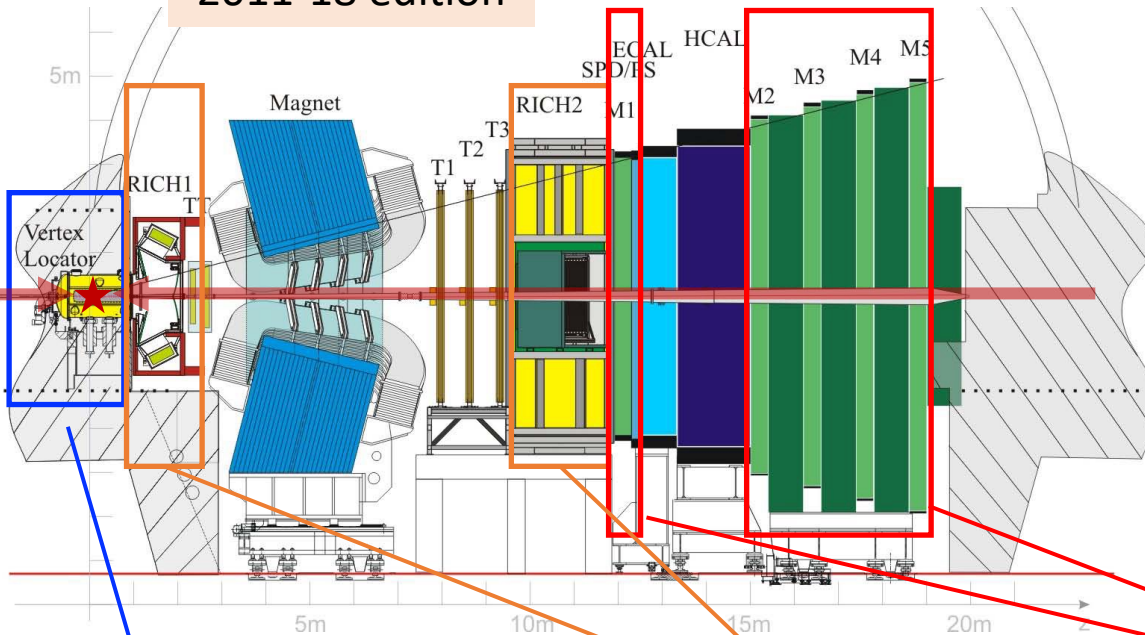 2011-18 edition
5m
Magnet
RICH1
TT
Vertex
Locator
T1
T2
T3
RICH2
ECAL
SPD/PS
M1
HCAL
M2
M3
M4
M5
5m
10m
15m
20m
z